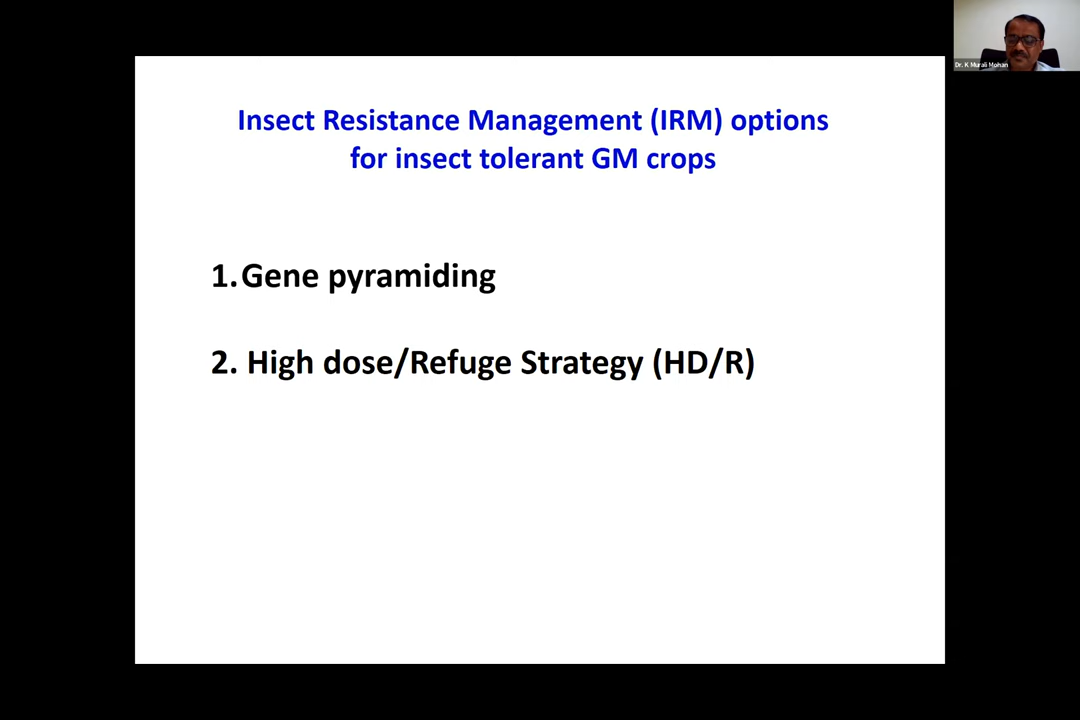 Dr. K Murali Mohan
Insect Resistance Management (IRM) options
for insect tolerant GM crops
1.Gene pyramiding
2. High dose/Refuge Strategy (HD/R)